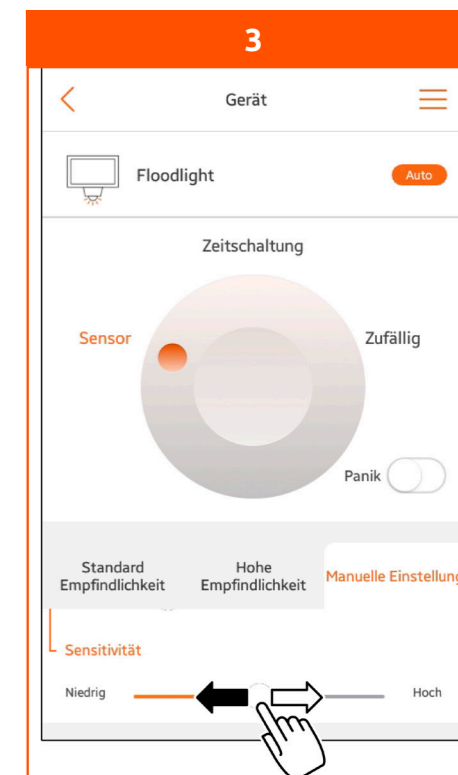 3
Gerät
Floodlight
Auto
Zeitschaltung
Sensor
Zufällig
Panik
Standard
Empfindlichkeit
Hohe
Empfindlichkeit
Manuelle Einstellung
Sensitivität
Niedrig
Hoch